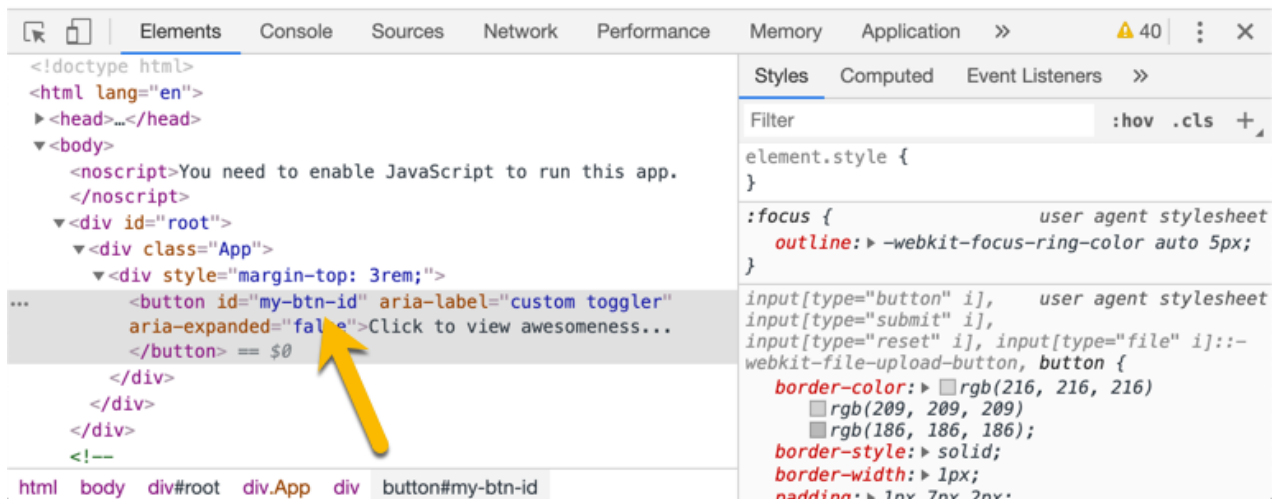 Elements Console Sources Network Performance Memory Application » 40
<!doctype html>
<html lang="en">
<head>…</head>
<body>
<noscript>You need to enable JavaScript to run this app.
</noscript>
<div id="root">
<div class="App">
<div style="margin-top: 3rem;">
... <button id="my-btn-id" aria-label="custom toggler"
aria-expanded="false">Click to view awesomeness...
</button> == $0
</div>
</div>
</div>
<!--
html body div#root div.App div button#my-btn-id
Styles Computed Event Listeners »
Filter :hov .cls +
element.style {
}
:focus { user agent stylesheet
outline: -webkit-focus-ring-color auto 5px;
}
input[type="button" i], user agent stylesheet
input[type="submit" i],
input[type="reset" i], input[type="file" i]::-
webkit-file-upload-button, button {
border-color: rgb(216, 216, 216)
rgb(209, 209, 209)
rgb(186, 186, 186);
border-style: solid;
border-width: 1px;
padding: 1px 7px 2px;